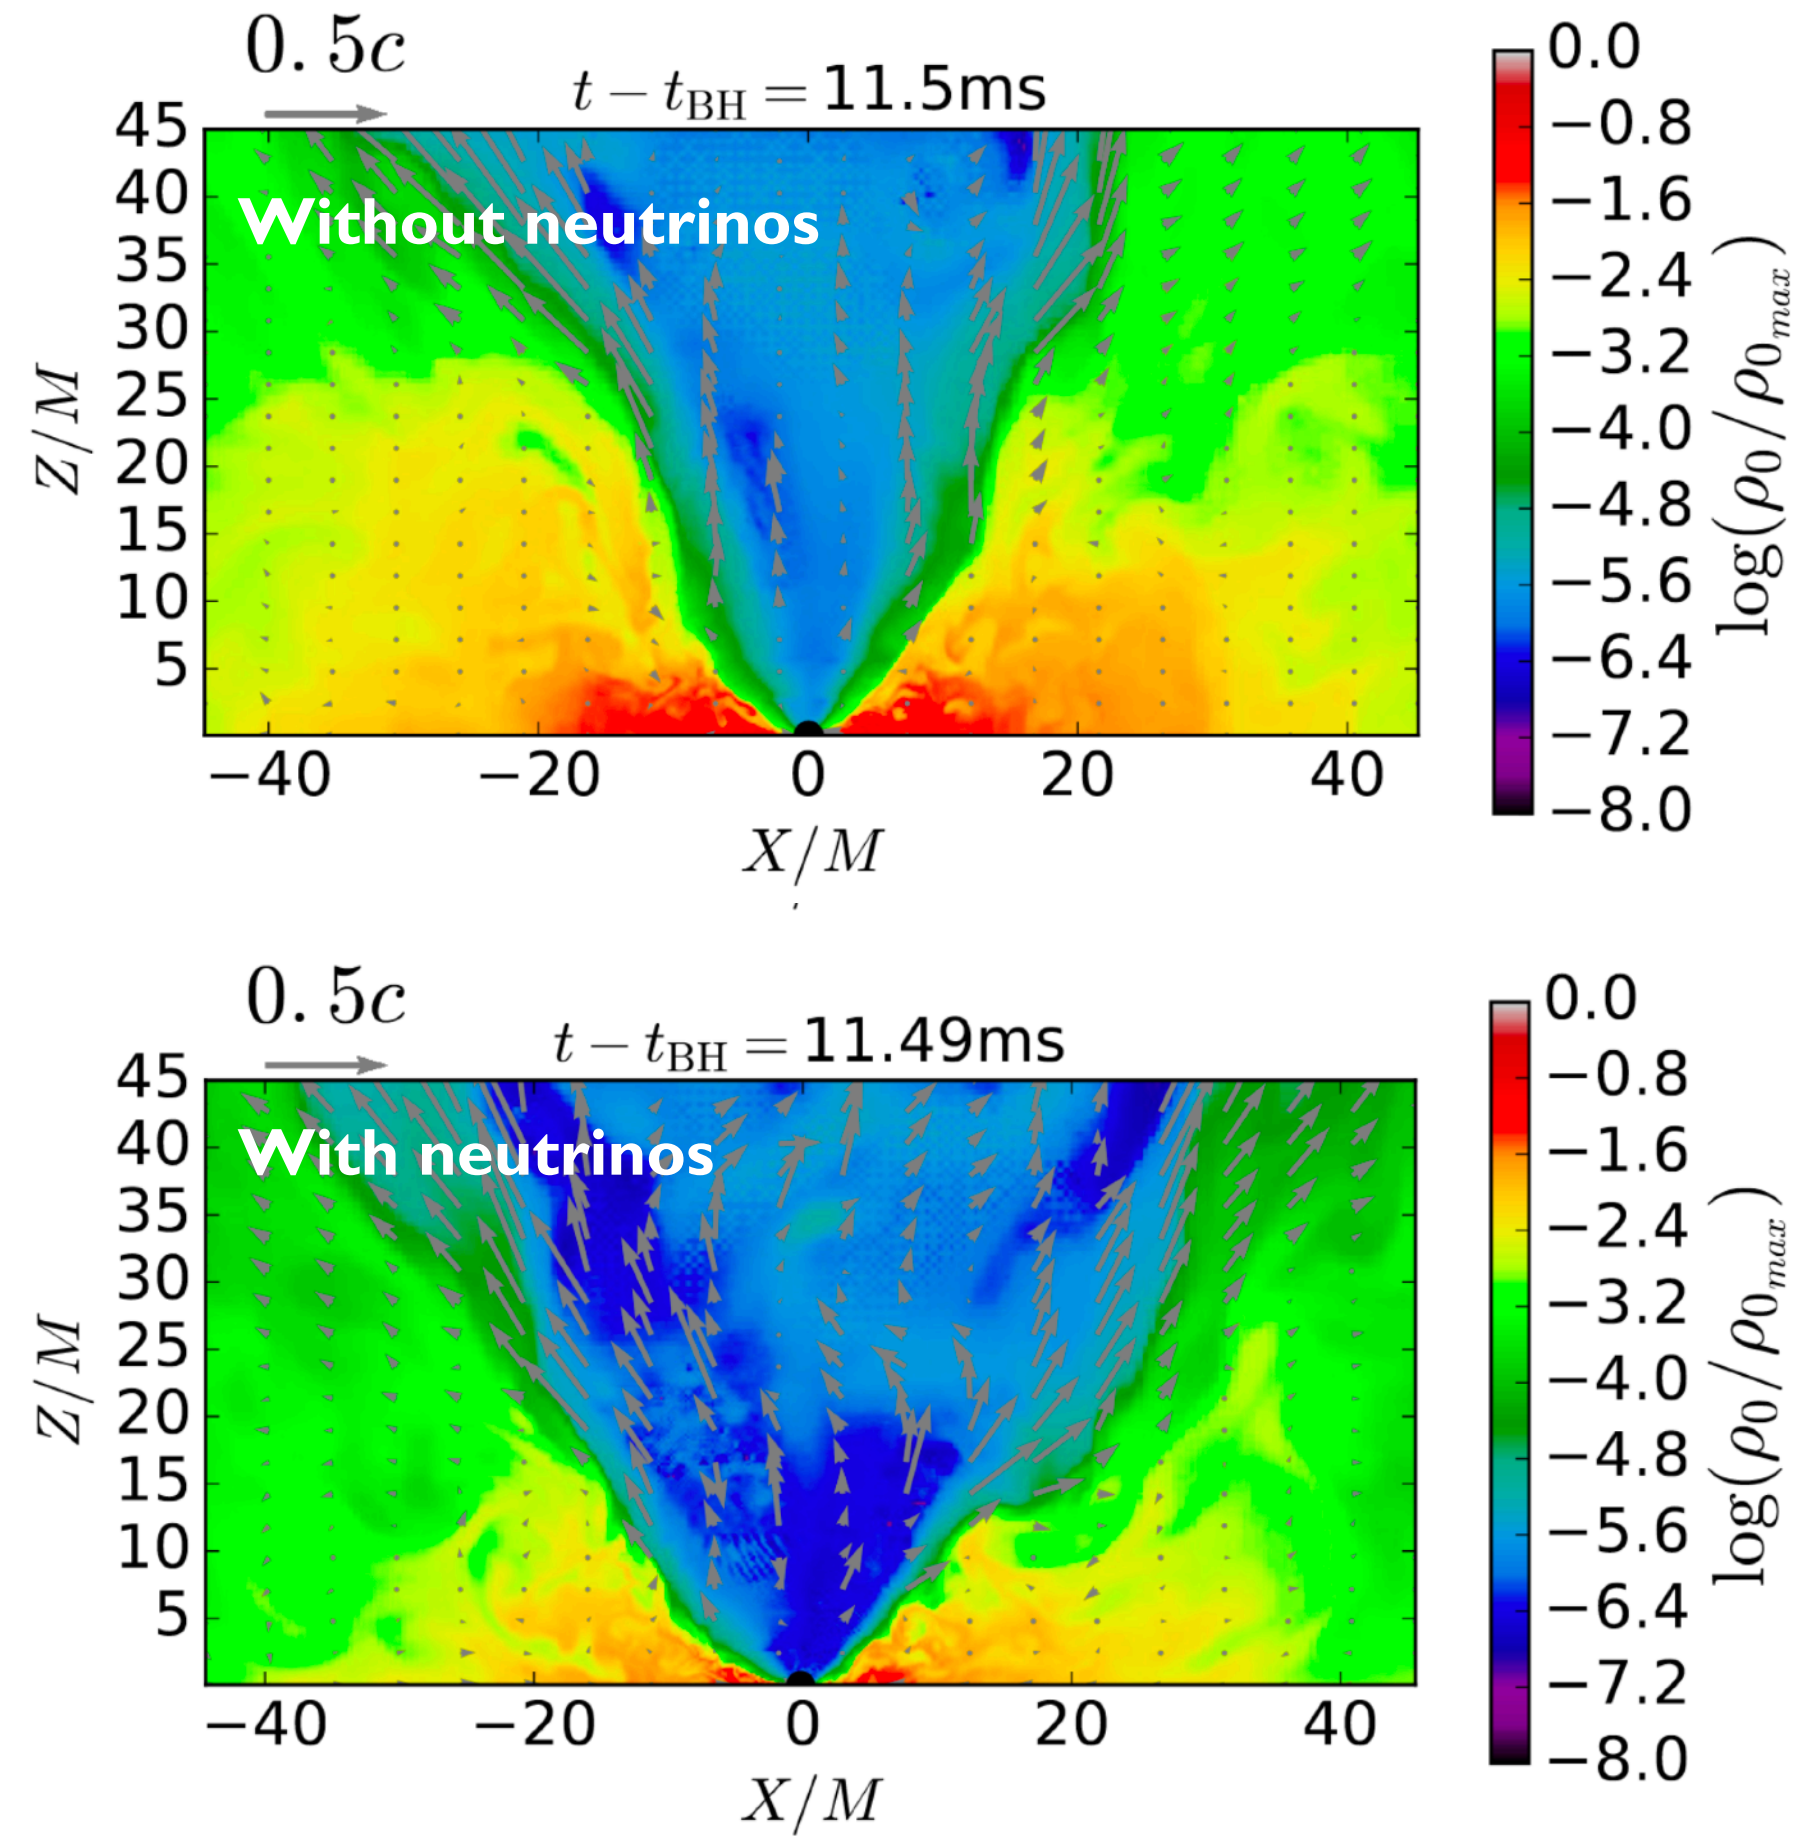 0.5c
t − t_BH = 11.5ms
Without neutrinos
45
40
35
30
25
20
15
10
5
Z/M
−40 −20 0 20 40
X/M
0.0
−0.8
−1.6
−2.4
−3.2
−4.0
−4.8
−5.6
−6.4
−7.2
−8.0
log(ρ0/ρ0max)
0.5c
t − t_BH = 11.49ms
With neutrinos
45
40
35
30
25
20
15
10
5
Z/M
−40 −20 0 20 40
X/M
0.0
−0.8
−1.6
−2.4
−3.2
−4.0
−4.8
−5.6
−6.4
−7.2
−8.0
log(ρ0/ρ0max)